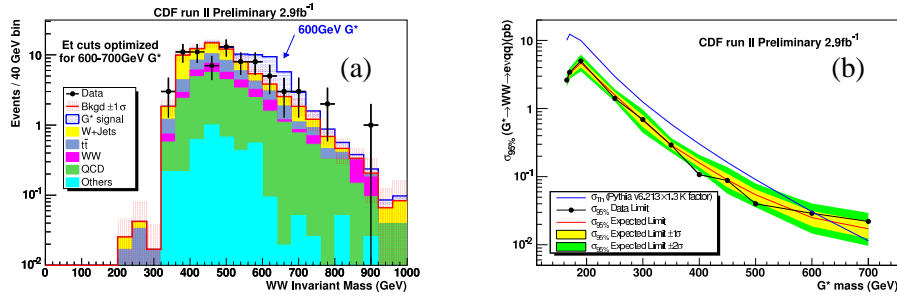 CDF run II Preliminary 2.9fb⁻¹
Events / 40 GeV bin
10
1
10⁻¹
10⁻²
Et cuts optimized
for 600-700GeV G*
600GeV G*
(a)
Data
Bkgd ±1σ
G* signal
W+Jets
tt̄
WW
QCD
Others
0 100 200 300 400 500 600 700 800 900 1000
WW Invariant Mass (GeV)
CDF run II Preliminary 2.9fb⁻¹
σ95% (G*→WW→eνqq)(pb)
10
1
10⁻¹
10⁻²
(b)
σTh (Pythia v6.213×1.3 K factor)
σ95% Data Limit
σ95% Expected Limit
σ95% Expected Limit ±1σ
σ95% Expected Limit ±2σ
200 300 400 500 600 700
G* mass (GeV)